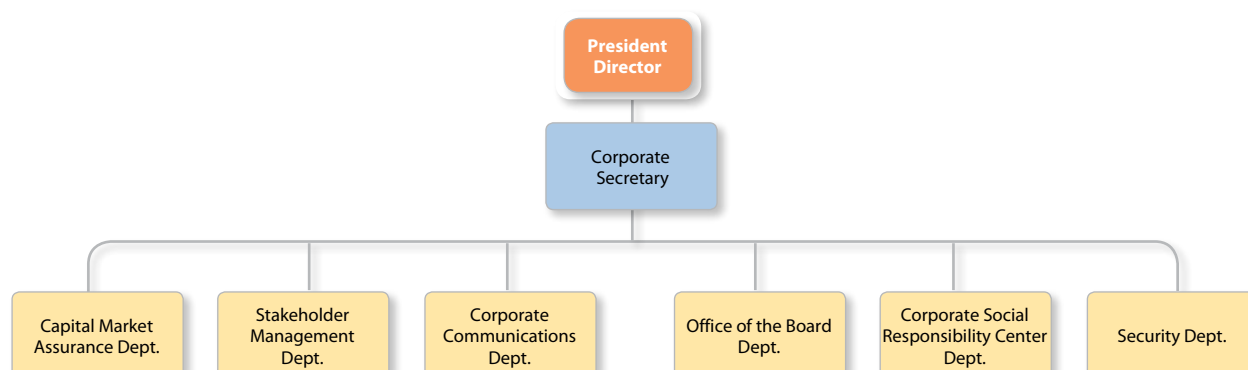 President
Director
Corporate
Secretary
Capital Market
Assurance Dept.
Stakeholder
Management
Dept.
Corporate
Communications
Dept.
Office of the Board
Dept.
Corporate Social
Responsibility Center
Dept.
Security Dept.